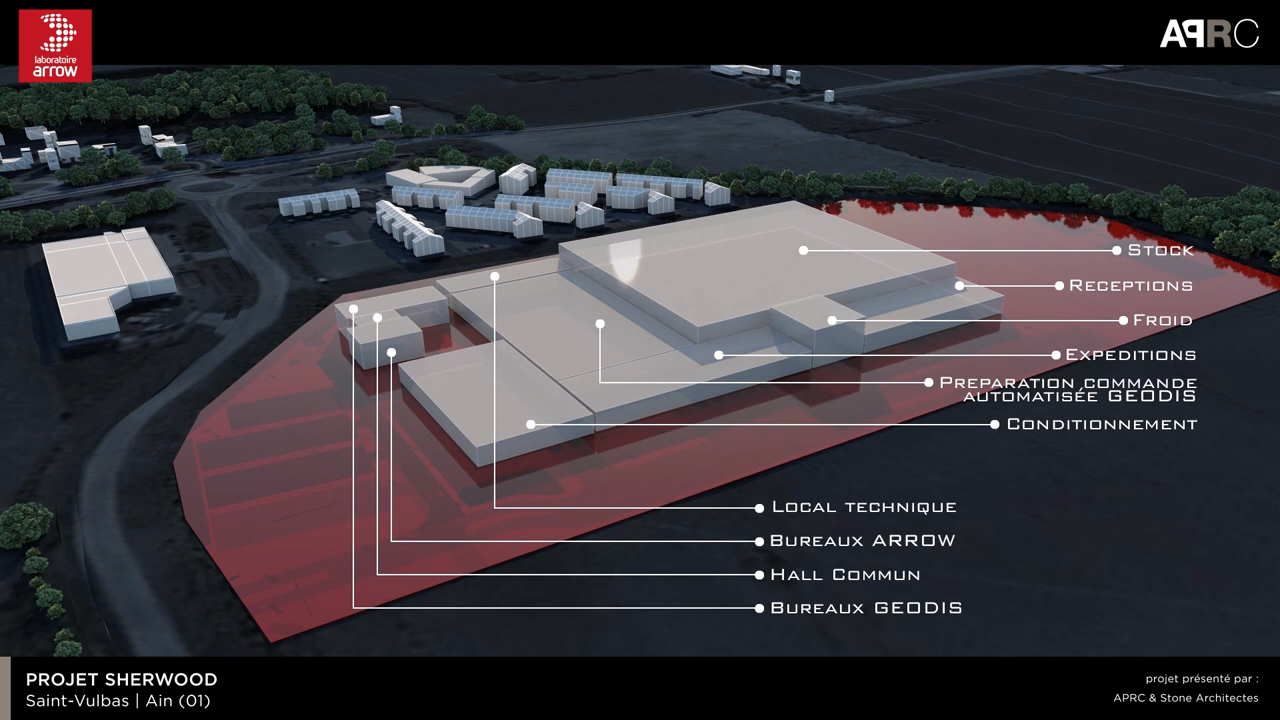 laboratoire
arrow
APRC
STOCK
RECEPTIONS
FROID
EXPEDITIONS
PREPARATION COMMANDE
AUTOMATISÉE GEODIS
CONDITIONNEMENT
LOCAL TECHNIQUE
BUREAUX ARROW
HALL COMMUN
BUREAUX GEODIS
PROJET SHERWOOD
Saint-Vulbas | Ain (01)
projet présenté par :
APRC & Stone Architectes